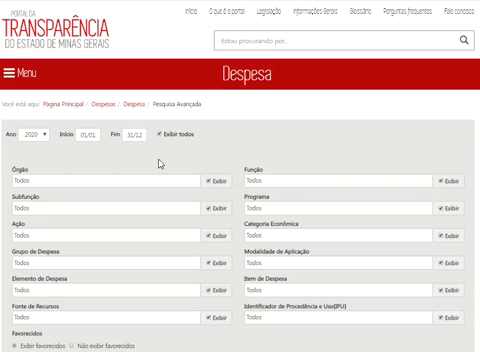 PORTAL DA
TRANSPARÊNCIA
DO ESTADO DE MINAS GERAIS
Início O que é o portal Legislação Informações Gerais Glossário Perguntas frequentes Fale conosco
Estou procurando por...
Menu
Despesa
Você está aqui: Página Principal / Despesas / Despesa / Pesquisa Avançada
Ano 2020 Início 01/01 Fim 31/12 Exibir todos
Órgão Função
Todos Exibir Todos Exibir
Subfunção Programa
Todos Exibir Todos Exibir
Ação Categoria Econômica
Todos Exibir Todos Exibir
Grupo de Despesa Modalidade de Aplicação
Todos Exibir Todos Exibir
Elemento de Despesa Item de Despesa
Todos Exibir Todos Exibir
Fonte de Recursos Identificador de Procedência e Uso(IPU)
Todos Exibir Todos Exibir
Favorecidos
Exibir favorecidos Não exibir favorecidos